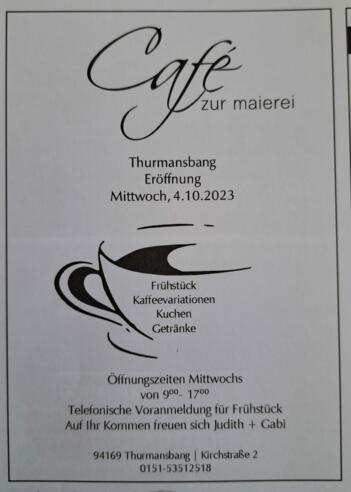 Café
zur maierei
Thurmansbang
Eröffnung
Mittwoch, 4.10.2023
Frühstück
Kaffeevariationen
Kuchen
Getränke
Öffnungszeiten Mittwochs
von 9⁰⁰- 17⁰⁰
Telefonische Voranmeldung für Frühstück
Auf Ihr Kommen freuen sich Judith + Gabi
94169 Thurmansbang | Kirchstraße 2
0151-53512518